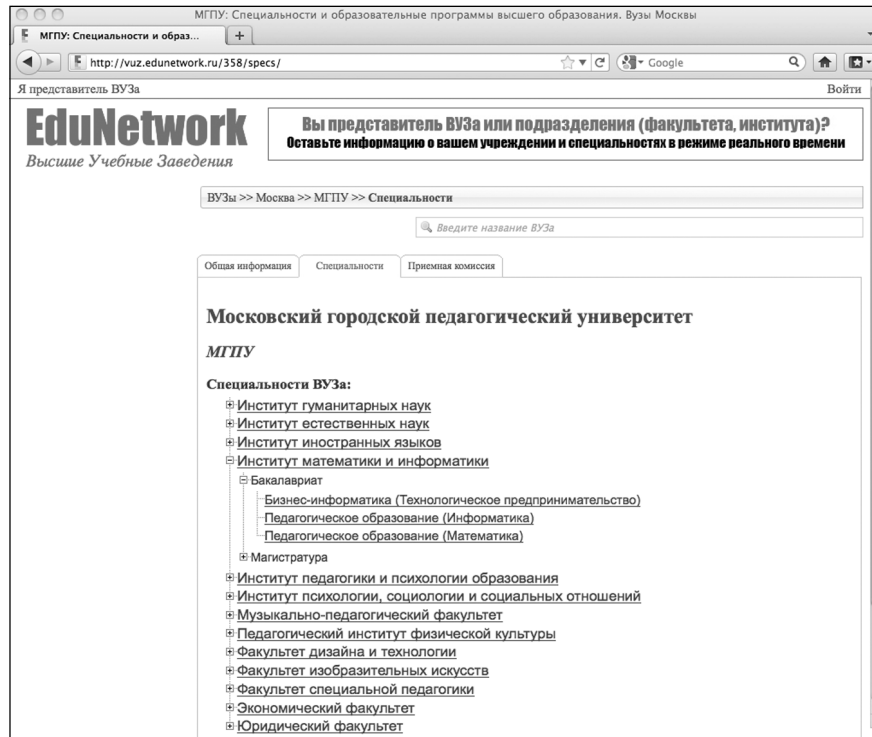 МГПУ: Специальности и образовательные программы высшего образования. Вузы Москвы
МГПУ: Специальности и образ...
http://vuz.edunetwork.ru/358/specs/
Google
Я представитель ВУЗа
Войти
EduNetwork
Высшие Учебные Заведения
Вы представитель ВУЗа или подразделения (факультета, института)?
Оставьте информацию о вашем учреждении и специальностях в режиме реального времени
ВУЗы >> Москва >> МГПУ >> Специальности
Введите название ВУЗа
Общая информация
Специальности
Приемная комиссия
Московский городской педагогический университет
МГПУ
Специальности ВУЗа:
Институт гуманитарных наук
Институт естественных наук
Институт иностранных языков
Институт математики и информатики
Бакалавриат
Бизнес-информатика (Технологическое предпринимательство)
Педагогическое образование (Информатика)
Педагогическое образование (Математика)
Магистратура
Институт педагогики и психологии образования
Институт психологии, социологии и социальных отношений
Музыкально-педагогический факультет
Педагогический институт физической культуры
Факультет дизайна и технологии
Факультет изобразительных искусств
Факультет специальной педагогики
Экономический факультет
Юридический факультет